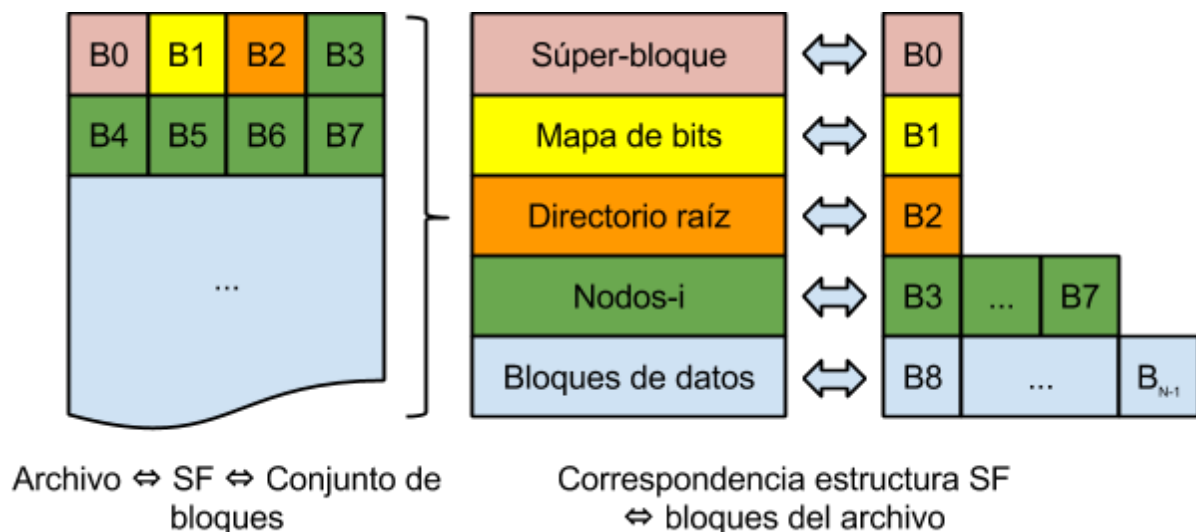 B0 B1 B2 B3
B4 B5 B6 B7
...
Súper-bloque B0
Mapa de bits B1
Directorio raíz B2
Nodos-i B3 ... B7
Bloques de datos B8 ... B N-1
Archivo ⇔ SF ⇔ Conjunto de
bloques
Correspondencia estructura SF
⇔ bloques del archivo